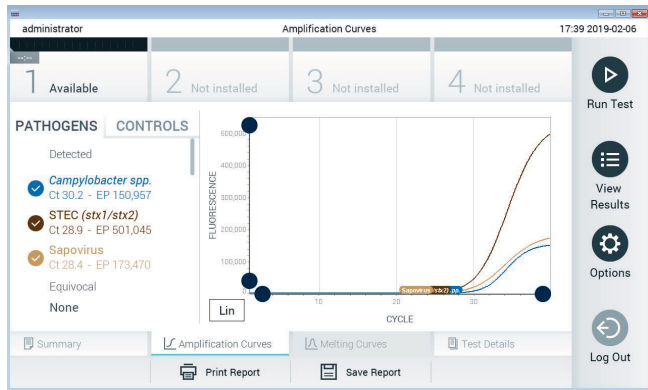 administrator
Amplification Curves
17:39 2019-02-06
--:--
1 Available
2 Not installed
3 Not installed
4 Not installed
Run Test
PATHOGENS
CONTROLS
Detected
Campylobacter spp.
Ct 30.2 - EP 150,957
STEC (stx1/stx2)
Ct 28.9 - EP 501,045
Sapovirus
Ct 28.4 - EP 173,470
Equivocal
None
FLUORESCENCE
600,000
400,000
300,000
200,000
100,000
Sapovirus /stx2) pp.
10
20
30
CYCLE
Lin
View
Results
Options
Log Out
Summary
Amplification Curves
Melting Curves
Test Details
Print Report
Save Report